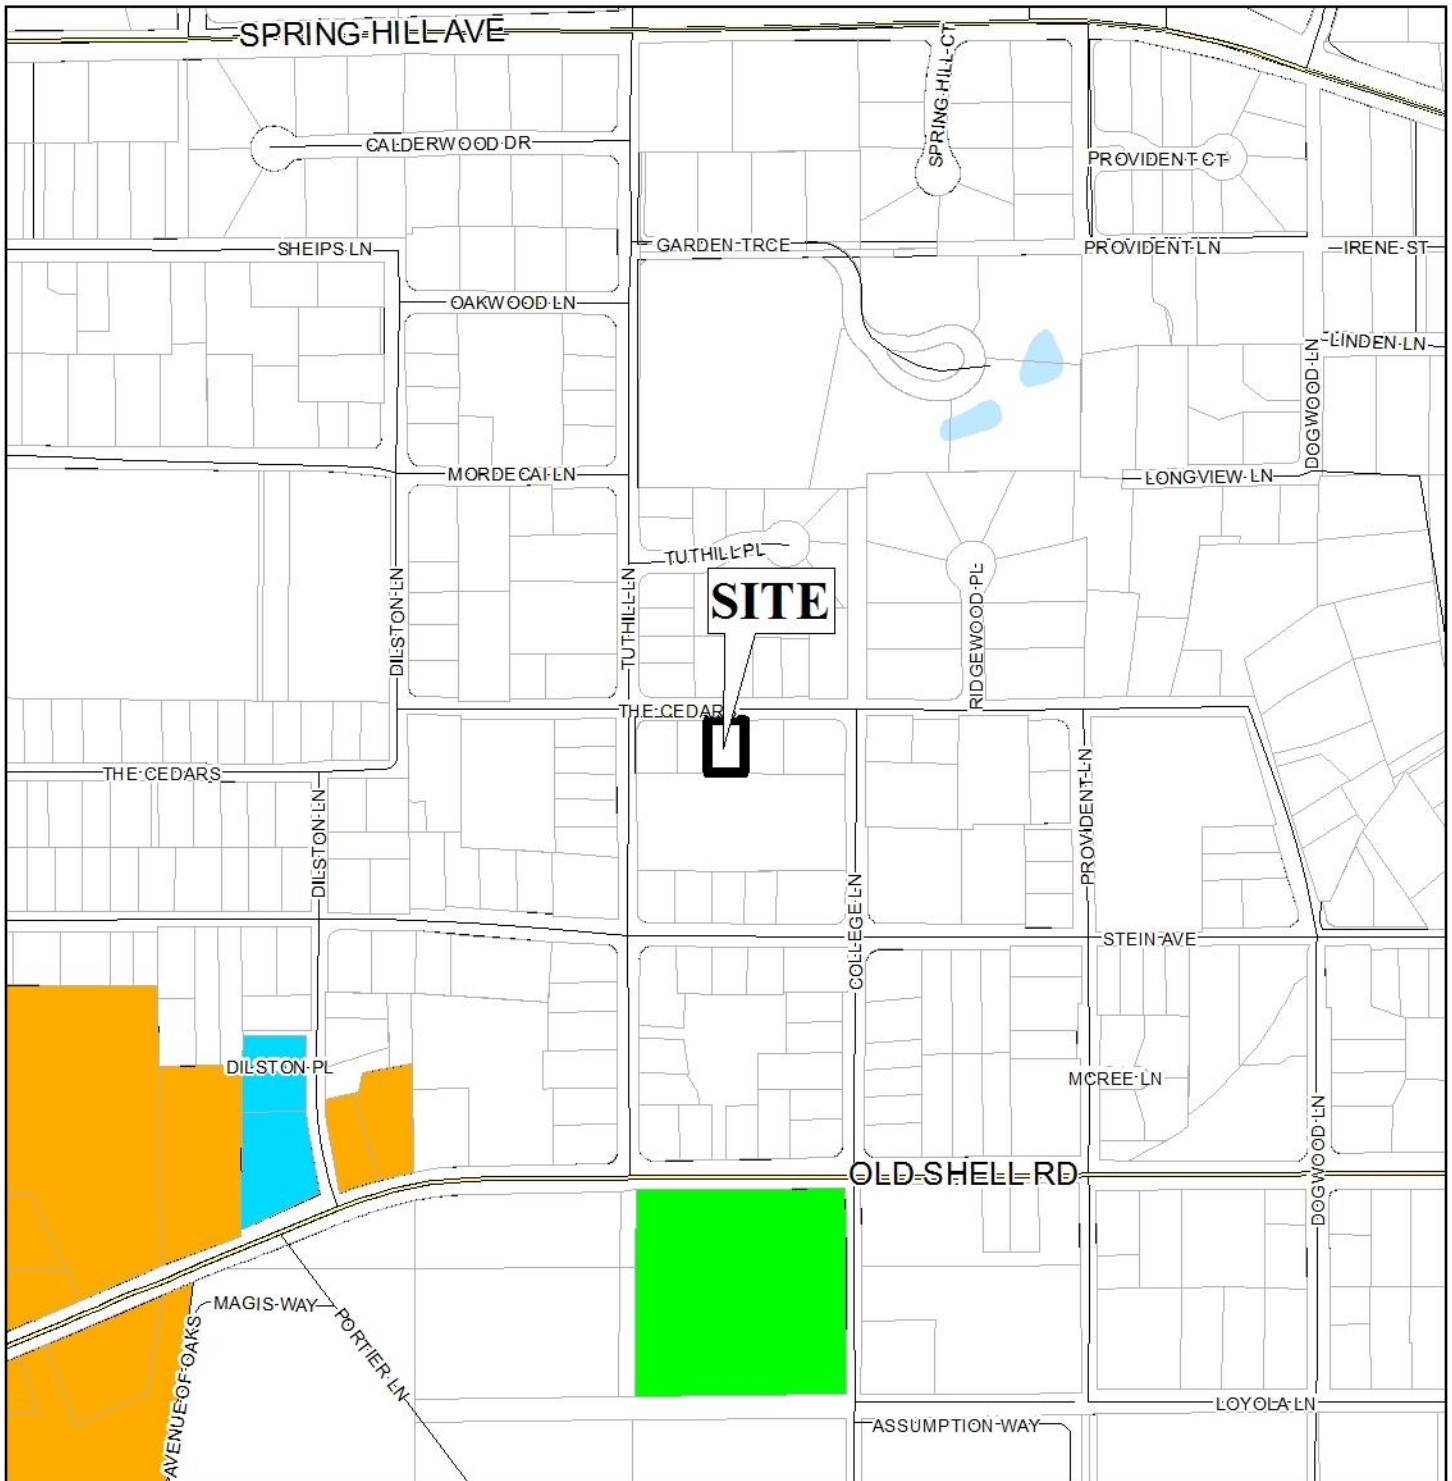 SPRING HILL AVE
SPRING HILL CT
CALDERWOOD DR
PROVIDENT CT
SHEIPS LN
GARDEN TRCE
PROVIDENT LN
IRENE ST
OAKWOOD LN
LINDEN LN
DOGWOOD LN
MORDECAI LN
LONGVIEW LN
TUTHILL PL
SITE
DILSTON LN
TUTHILL LN
RIDGEWOOD PL
THE CEDARS
THE CEDARS
DILSTON LN
PROVIDENT LN
COLLEGE LN
STEIN AVE
DILSTON PL
MCREE LN
DOGWOOD LN
OLD SHELL RD
MAGIS WAY
PORTIER LN
AVENUE OF OAKS
LOYOLA LN
ASSUMPTION WAY